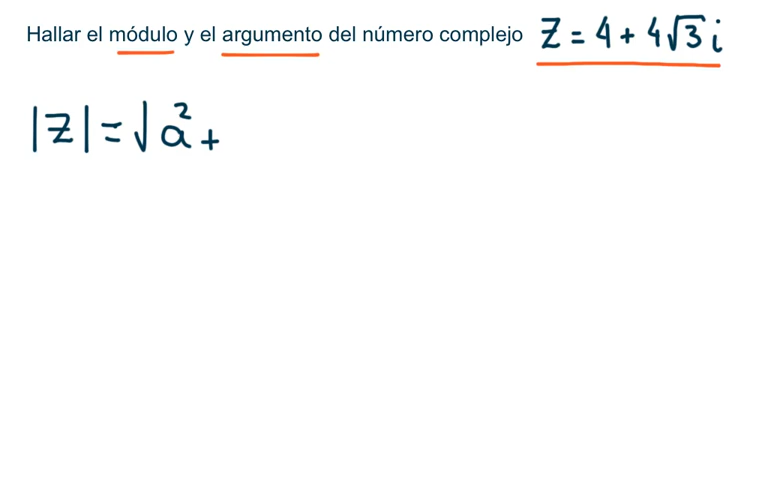 Hallar el módulo y el argumento del número complejo Z = 4 + 4√3 i
|Z| = √a² +